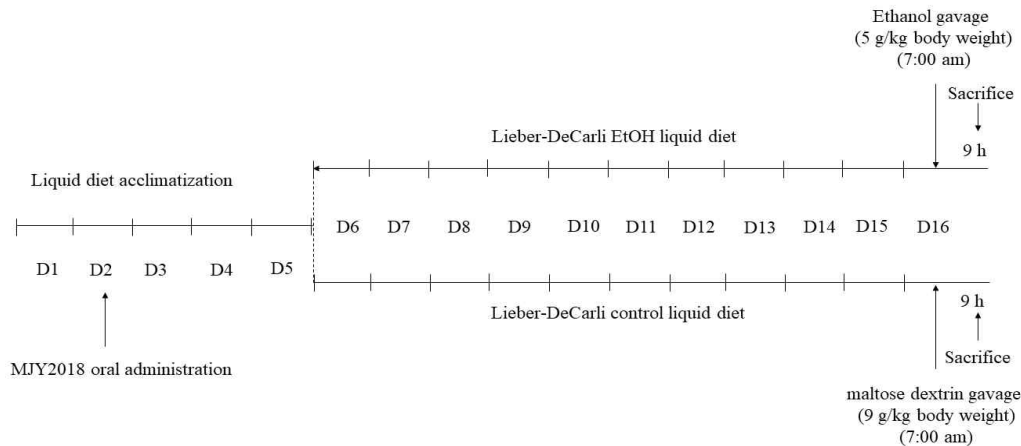 Ethanol gavage
(5 g/kg body weight)
(7:00 am)
Sacrifice
Lieber-DeCarli EtOH liquid diet
9 h
Liquid diet acclimatization
D6 D7 D8 D9 D10 D11 D12 D13 D14 D15 D16
D1 D2 D3 D4 D5
Lieber-DeCarli control liquid diet
9 h
Sacrifice
MJY2018 oral administration
maltose dextrin gavage
(9 g/kg body weight)
(7:00 am)